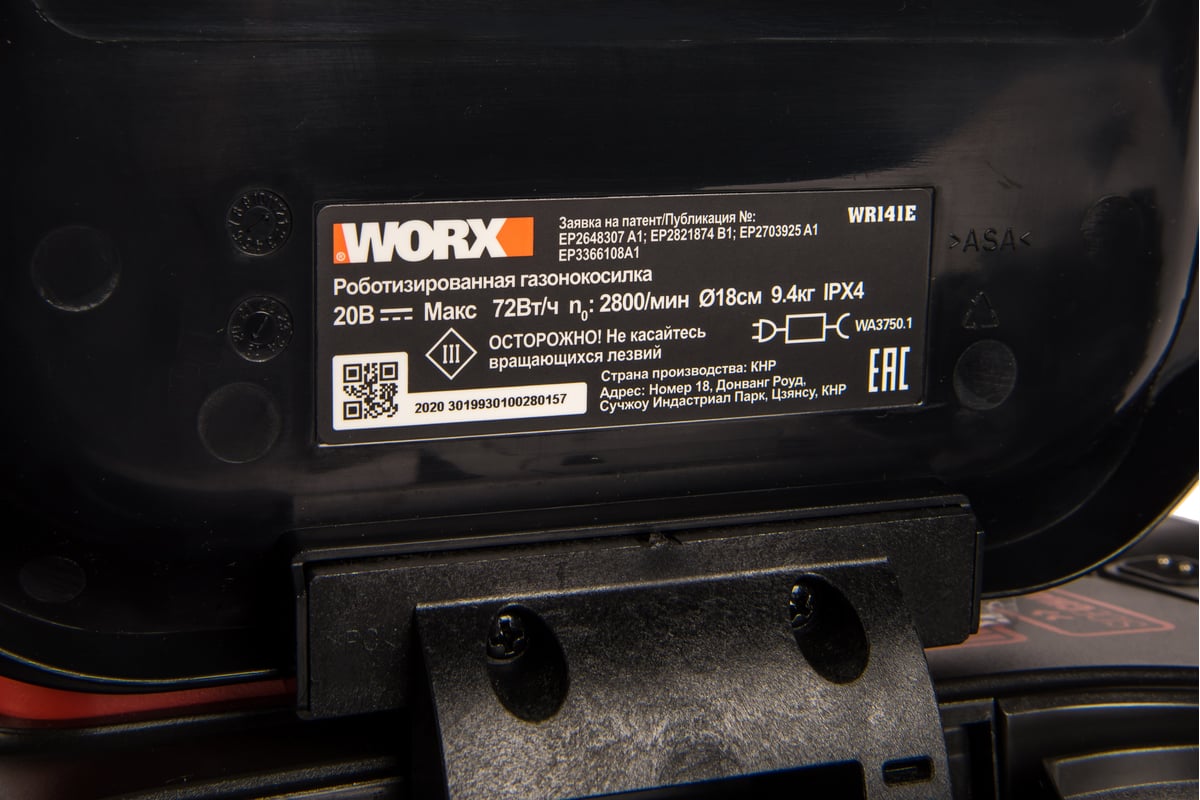 WORX
®
Заявка на патент/Публикация №:
EP2648307 A1; EP2821874 B1; EP2703925 A1
EP3366108A1
WR141E
Роботизированная газонокосилка
20В Макс 72Вт/ч n0: 2800/мин Ø18см 9.4кг IPX4
III
ОСТОРОЖНО! Не касайтесь
вращающихся лезвий
WA3750.1
2020 3019930100280157
Страна производства: КНР
Адрес: Номер 18, Донванг Роуд,
Сучжоу Индастриал Парк, Цзянсу, КНР
EAC
>ASA<